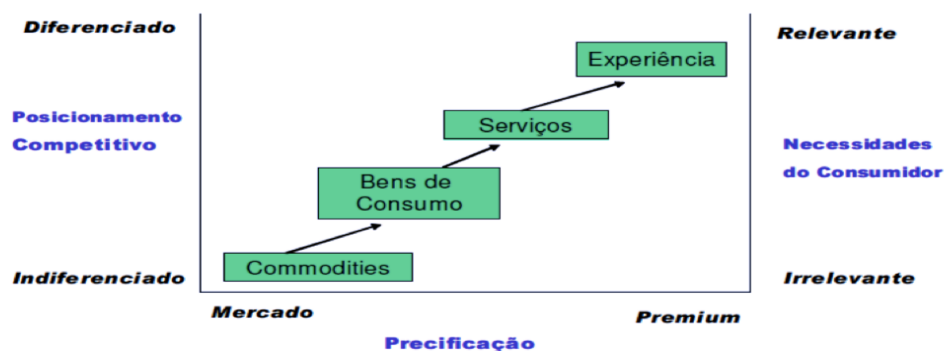 Diferenciado
Relevante
Experiência
Posicionamento
Competitivo
Serviços
Necessidades
do Consumidor
Bens de
Consumo
Commodities
Indiferenciado
Irrelevante
Mercado
Premium
Precificação